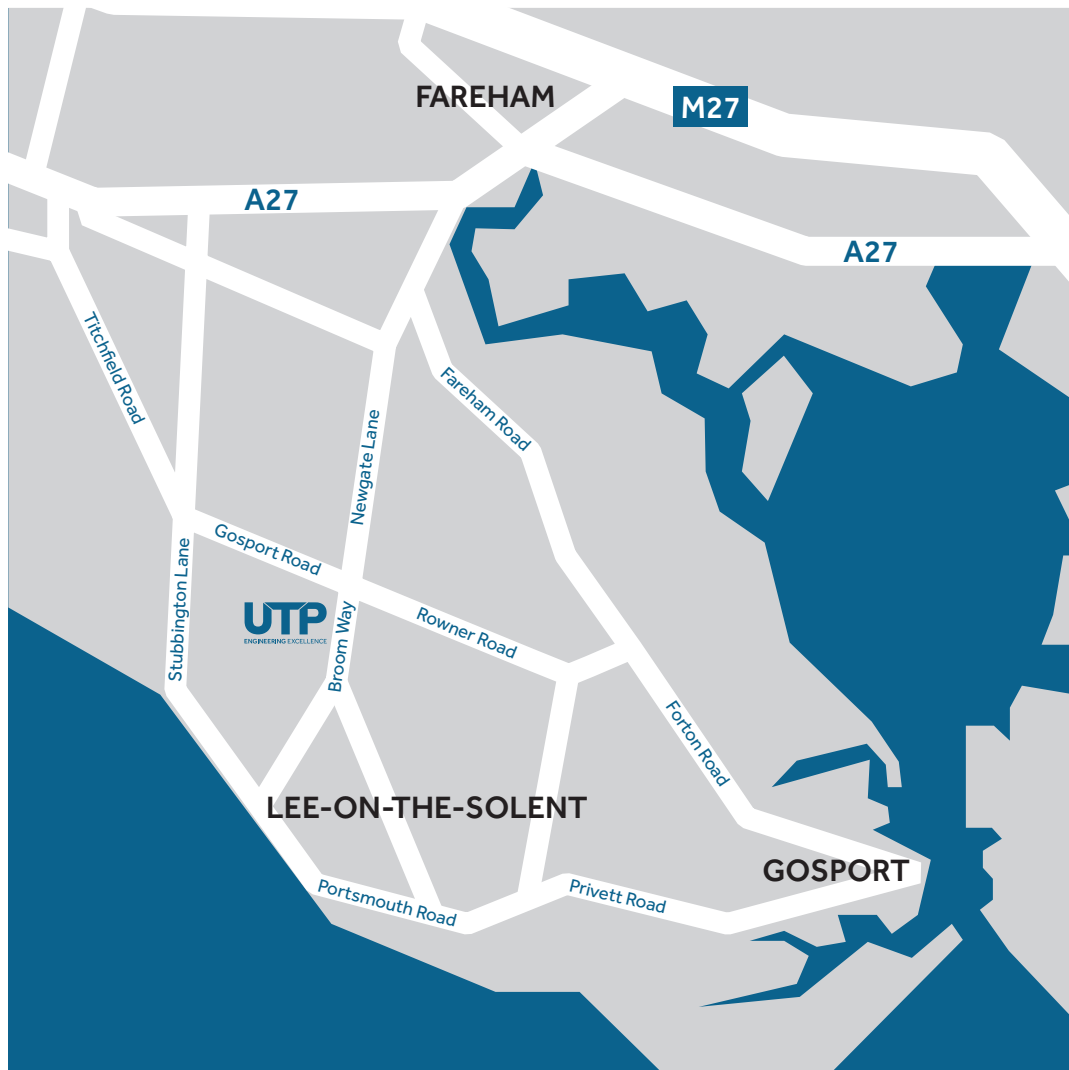 FAREHAM
M27
A27
A27
Titchfield Road
Fareham Road
Newgate Lane
Gosport Road
Stubbington Lane
UTP
ENGINEERING EXCELLENCE
Broom Way
Rowner Road
Forton Road
LEE-ON-THE-SOLENT
GOSPORT
Portsmouth Road
Privett Road